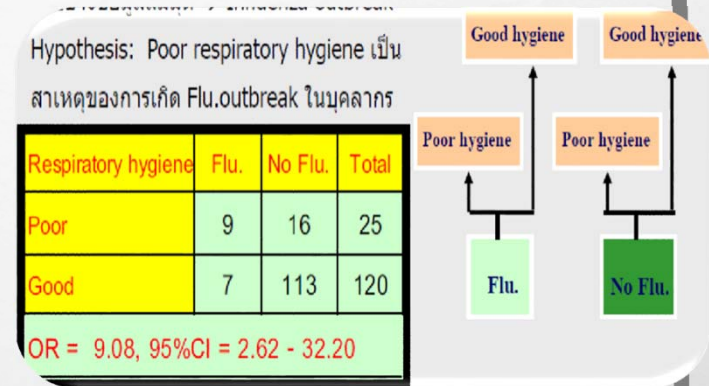 Hypothesis: Poor respiratory hygiene เป็น
สาเหตุของการเกิด Flu.outbreak ในบุคลากร
Respiratory hygiene Flu. No Flu. Total
Poor 9 16 25
Good 7 113 120
OR = 9.08, 95%CI = 2.62 - 32.20
Good hygiene Good hygiene
Poor hygiene Poor hygiene
Flu. No Flu.